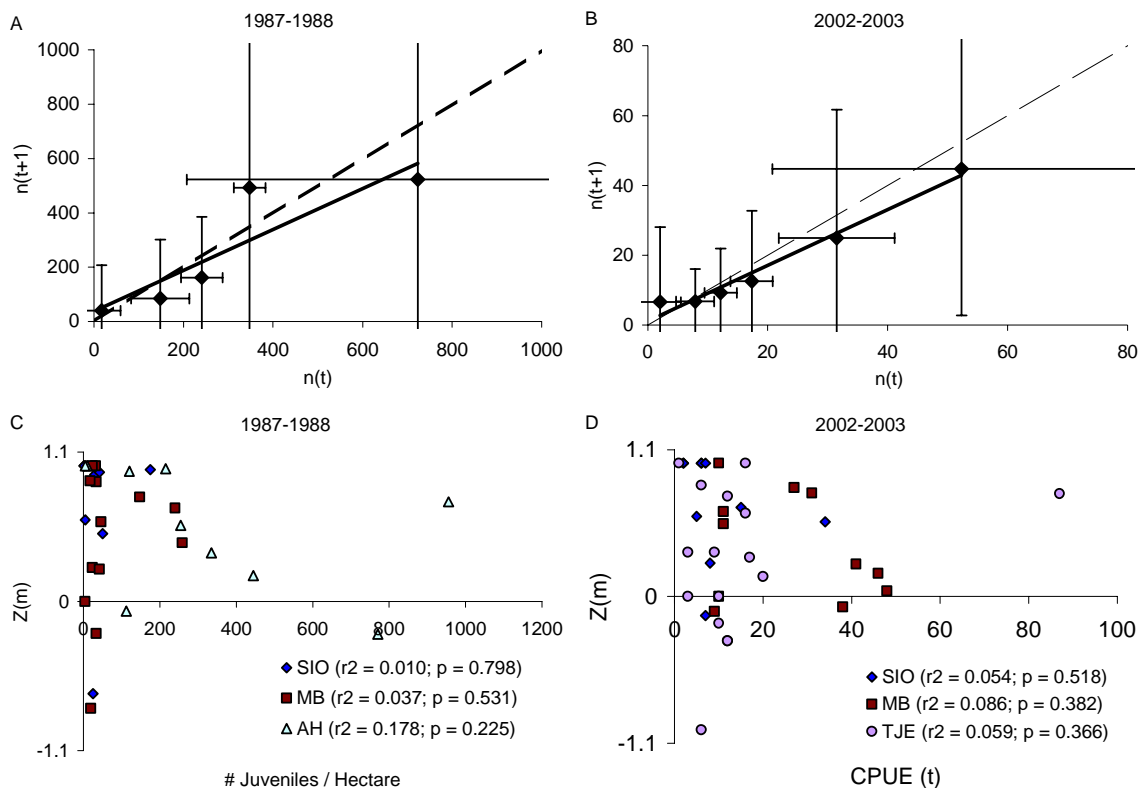 A
1987-1988
1000
800
600
400
200
0
n(t+1)
0 200 400 600 800 1000
n(t)
B
2002-2003
80
60
40
20
0
n(t+1)
0 20 40 60 80
n(t)
C
1987-1988
1.1
0
-1.1
Z(m)
0 200 400 600 800 1000 1200
SIO (r2 = 0.010; p = 0.798)
MB (r2 = 0.037; p = 0.531)
AH (r2 = 0.178; p = 0.225)
# Juveniles / Hectare
D
2002-2003
1.1
0
-1.1
Z(m)
0 20 40 60 80 100
SIO (r2 = 0.054; p = 0.518)
MB (r2 = 0.086; p = 0.382)
TJE (r2 = 0.059; p = 0.366)
CPUE (t)